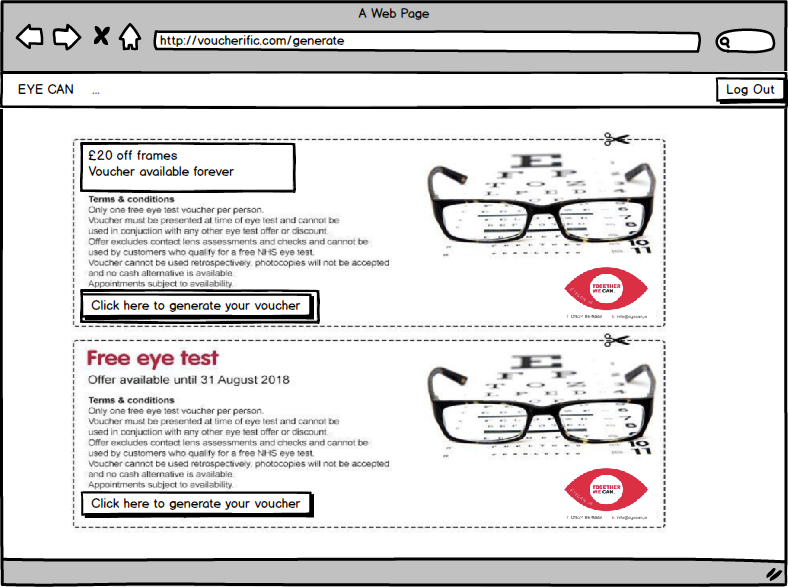 A Web Page
http://voucherific.com/generate
EYE CAN ...
Log Out
£20 off frames
Voucher available forever
Terms & conditions
Only one free eye test voucher per person.
Voucher must be presented at time of eye test and cannot be
used in conjuction with any other eye test offer or discount.
Offer excludes contact lens assessments and checks and cannot be
used by customers who qualify for a free NHS eye test.
Voucher cannot be used retrospectively, photocopies will not be accepted
and no cash alternative is available.
Appointments subject to availability.
Click here to generate your voucher
E
TOGETHER
WE CAN.
Free eye test
Offer available until 31 August 2018
Terms & conditions
Only one free eye test voucher per person.
Voucher must be presented at time of eye test and cannot be
used in conjuction with any other eye test offer or discount.
Offer excludes contact lens assessments and checks and cannot be
used by customers who qualify for a free NHS eye test.
Voucher cannot be used retrospectively, photocopies will not be accepted
and no cash alternative is available.
Appointments subject to availability.
Click here to generate your voucher
E
TOGETHER
WE CAN.